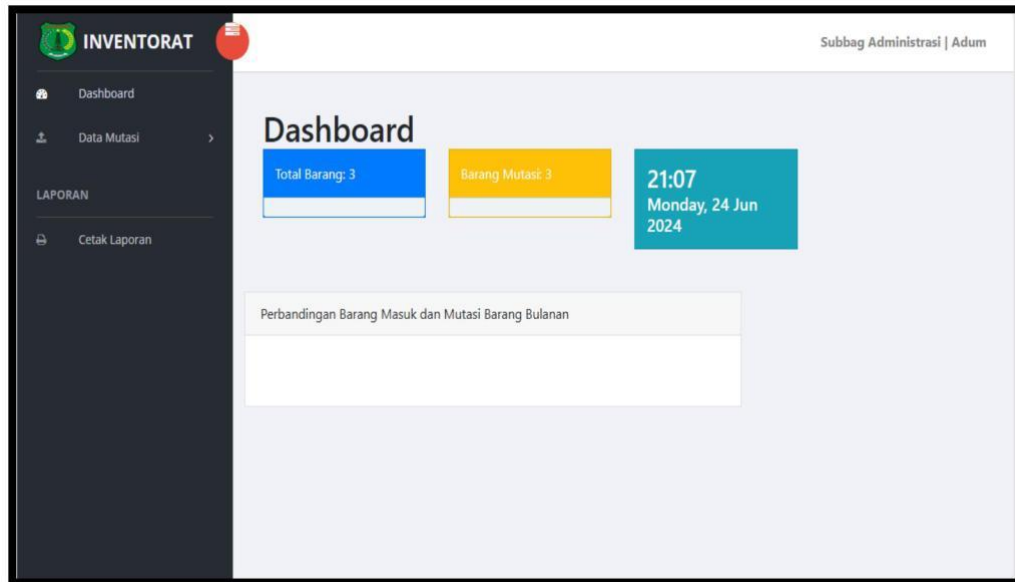 INVENTORAT
Subbag Administrasi | Adum
Dashboard
Data Mutasi
LAPORAN
Cetak Laporan
Dashboard
Total Barang: 3
Barang Mutasi: 3
21:07
Monday, 24 Jun
2024
Perbandingan Barang Masuk dan Mutasi Barang Bulanan